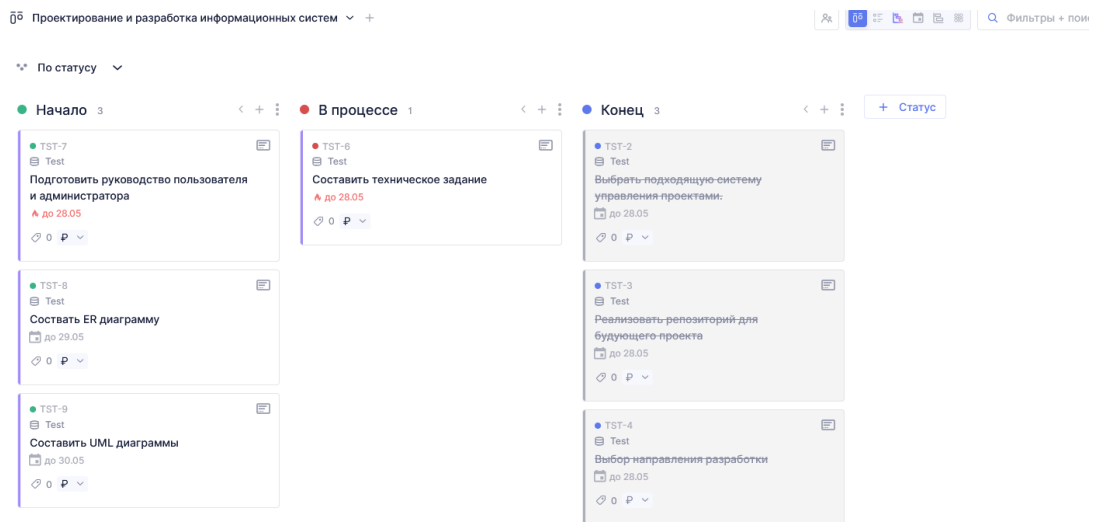 Проектирование и разработка информационных систем
Фильтры + пои
По статусу
Начало 3
TST-7
Test
Подготовить руководство пользователя
и администратора
до 28.05
0 ₽
TST-8
Test
Составть ER диаграмму
до 29.05
0 ₽
TST-9
Test
Составить UML диаграммы
до 30.05
0 ₽
В процессе 1
TST-6
Test
Составить техническое задание
до 28.05
0 ₽
Конец 3
TST-2
Test
Выбрать подходящую систему
управления проектами.
до 28.05
0 ₽
TST-3
Test
Реализовать репозиторий для
будующего проекта
до 28.05
0 ₽
TST-4
Test
Выбор направления разработки
до 28.05
0 ₽
+ Статус